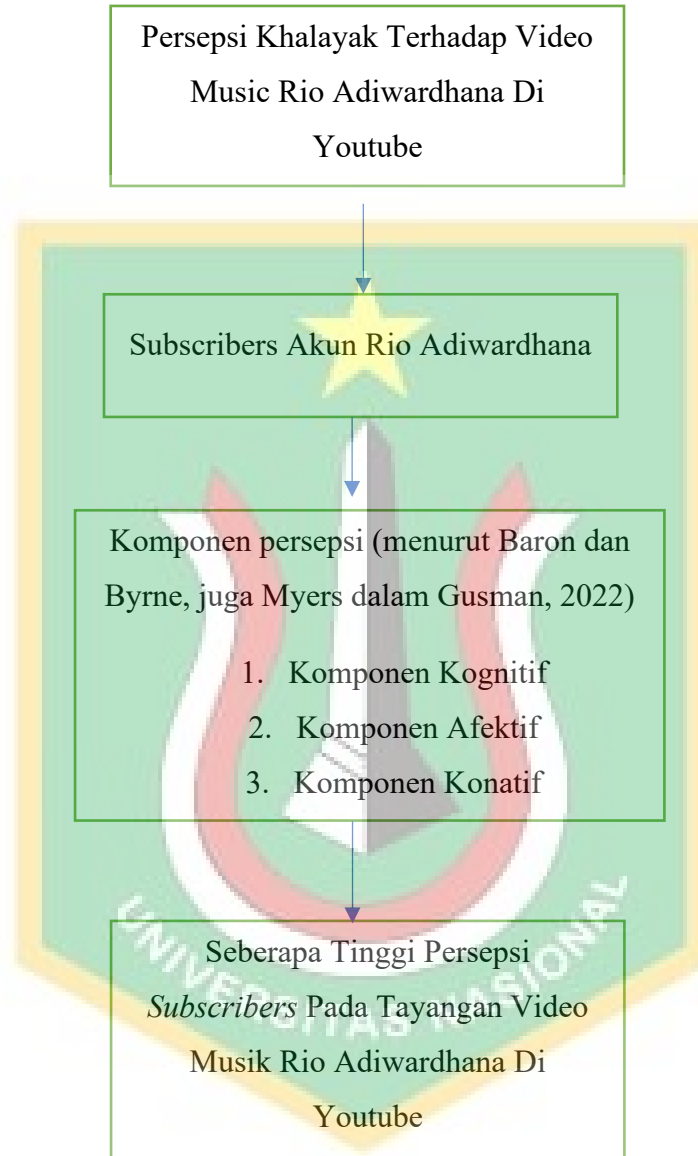 Persepsi Khalayak Terhadap Video
Music Rio Adiwardhana Di
Youtube
Subscribers Akun Rio Adiwardhana
Komponen persepsi (menurut Baron dan
Byrne, juga Myers dalam Gusman, 2022)
1. Komponen Kognitif
2. Komponen Afektif
3. Komponen Konatif
UNIVERSITAS NASIONAL
Seberapa Tinggi Persepsi
Subscribers Pada Tayangan Video
Musik Rio Adiwardhana Di
Youtube